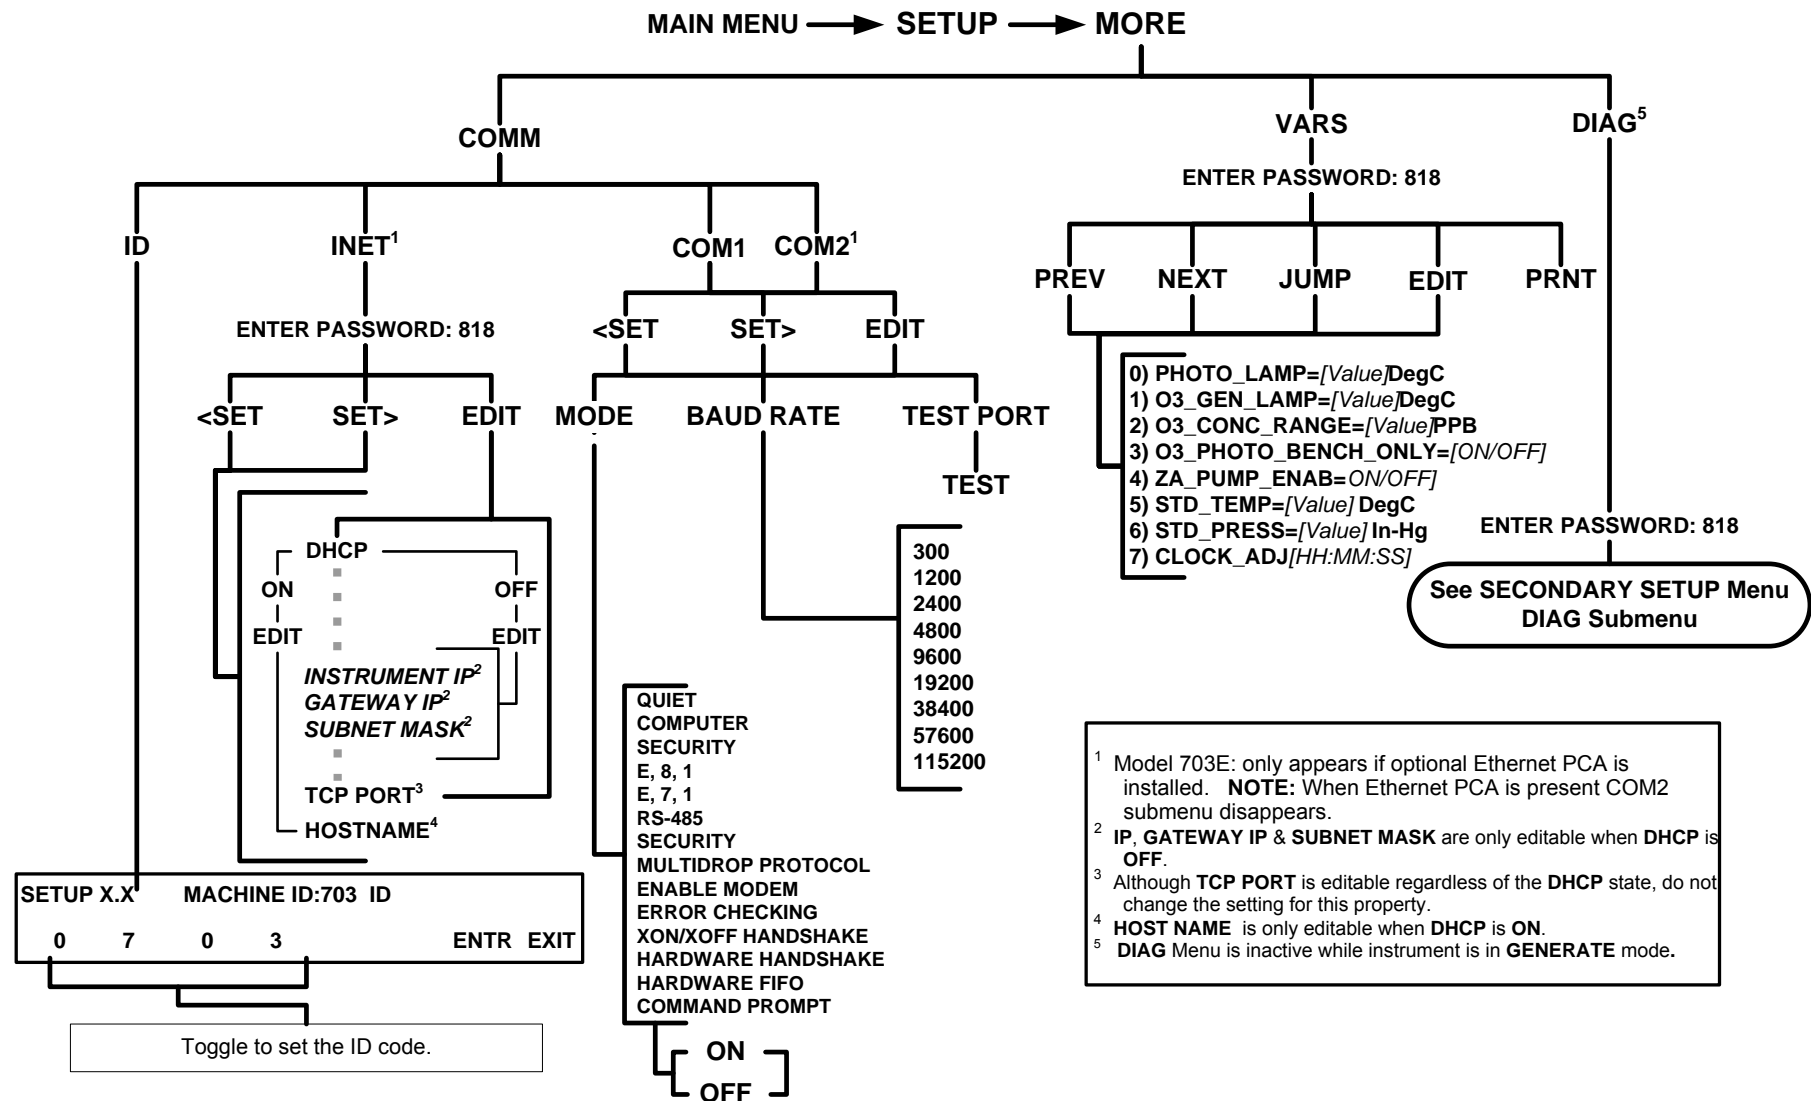 MAIN MENU SETUP MORE
COMM
VARS
DIAG5
ENTER PASSWORD: 818
ID
INET1
COM1
COM21
PREV
NEXT
JUMP
EDIT
PRNT
ENTER PASSWORD: 818
<SET
SET>
EDIT
<SET
SET>
EDIT
MODE
BAUD RATE
TEST PORT
TEST
0) PHOTO_LAMP=[Value]DegC
1) O3_GEN_LAMP=[Value]DegC
2) O3_CONC_RANGE=[Value]PPB
3) O3_PHOTO_BENCH_ONLY=[ON/OFF]
4) ZA_PUMP_ENAB=ON/OFF]
5) STD_TEMP=[Value] DegC
6) STD_PRESS=[Value] In-Hg
7) CLOCK_ADJ[HH:MM:SS]
ENTER PASSWORD: 818
See SECONDARY SETUP Menu
DIAG Submenu
DHCP
ON
OFF
EDIT
EDIT
INSTRUMENT IP2
GATEWAY IP2
SUBNET MASK2
TCP PORT3
HOSTNAME4
300
1200
2400
4800
9600
19200
38400
57600
115200
QUIET
COMPUTER
SECURITY
E, 8, 1
E, 7, 1
RS-485
SECURITY
MULTIDROP PROTOCOL
ENABLE MODEM
ERROR CHECKING
XON/XOFF HANDSHAKE
HARDWARE HANDSHAKE
HARDWARE FIFO
COMMAND PROMPT
ON
OFF
SETUP X.X MACHINE ID:703 ID
0 7 0 3 ENTR EXIT
Toggle to set the ID code.
1 Model 703E: only appears if optional Ethernet PCA is
installed. NOTE: When Ethernet PCA is present COM2
submenu disappears.
2 IP, GATEWAY IP & SUBNET MASK are only editable when DHCP is
OFF.
3 Although TCP PORT is editable regardless of the DHCP state, do not
change the setting for this property.
4 HOST NAME is only editable when DHCP is ON.
5 DIAG Menu is inactive while instrument is in GENERATE mode.